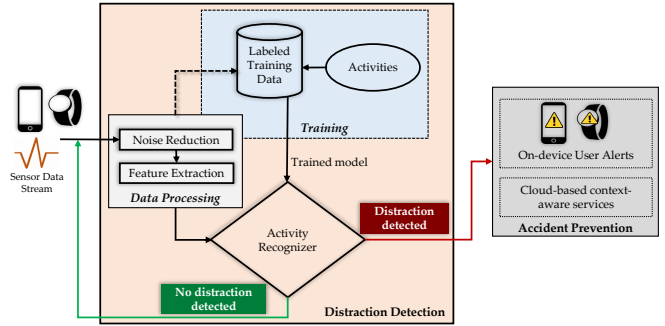 Labeled
Training
Data
Activities
Training
Sensor Data
Stream
Noise Reduction
Feature Extraction
Data Processing
Trained model
Activity
Recognizer
Distraction
detected
No distraction
detected
Distraction Detection
On-device User Alerts
Cloud-based context-
aware services
Accident Prevention